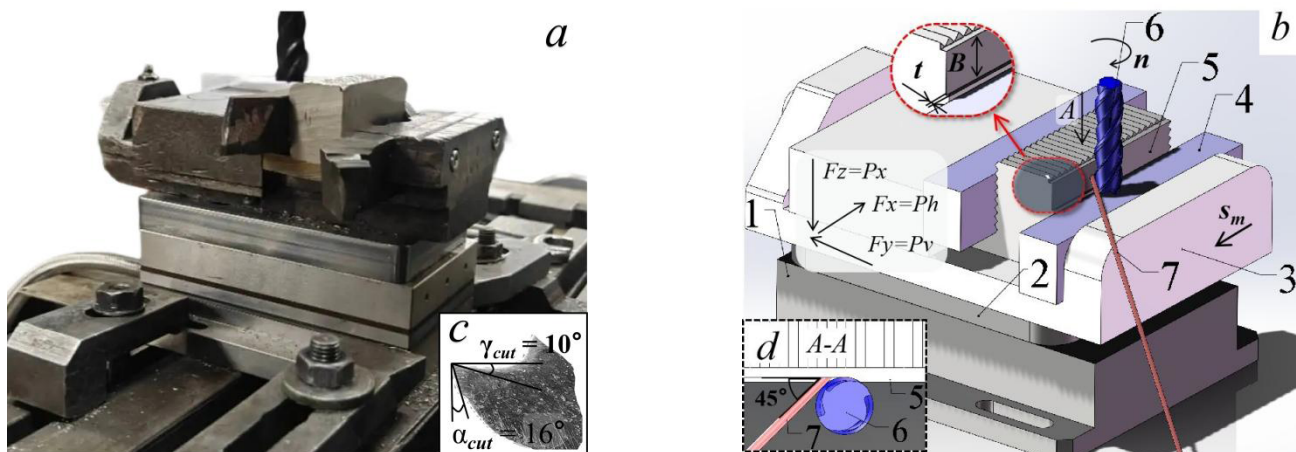 a
c
γcut = 10°
αcut = 16°
b
6
n
5
4
t
B
A
Fz=Px
Fx=Ph
Fy=Pv
1
2
sm
7
3
d
A-A
45°
5
7
6